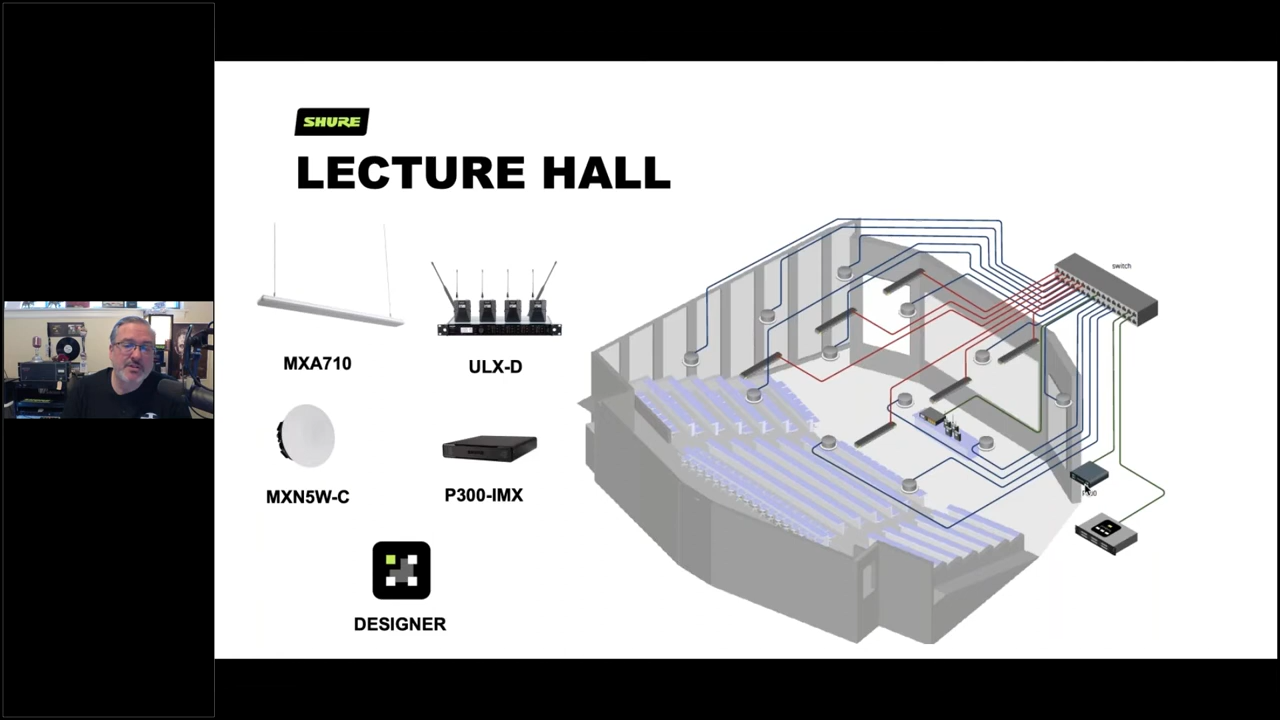 SHURE
LECTURE HALL
MXA710
ULX-D
MXN5W-C
P300-IMX
DESIGNER
switch